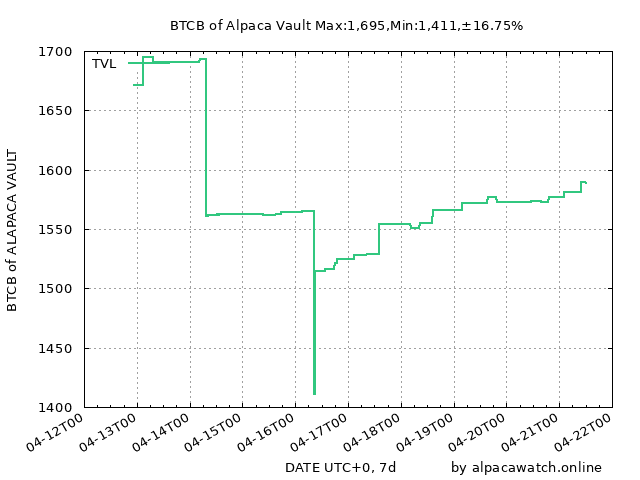 BTCB of Alpaca Vault Max:1,695,Min:1,411,±16.75%
TVL
BTCB of ALAPACA VAULT
1700
1650
1600
1550
1500
1450
1400
04-12T00
04-13T00
04-14T00
04-15T00
04-16T00
04-17T00
04-18T00
04-19T00
04-20T00
04-21T00
04-22T00
DATE UTC+0, 7d
by alpacawatch.online